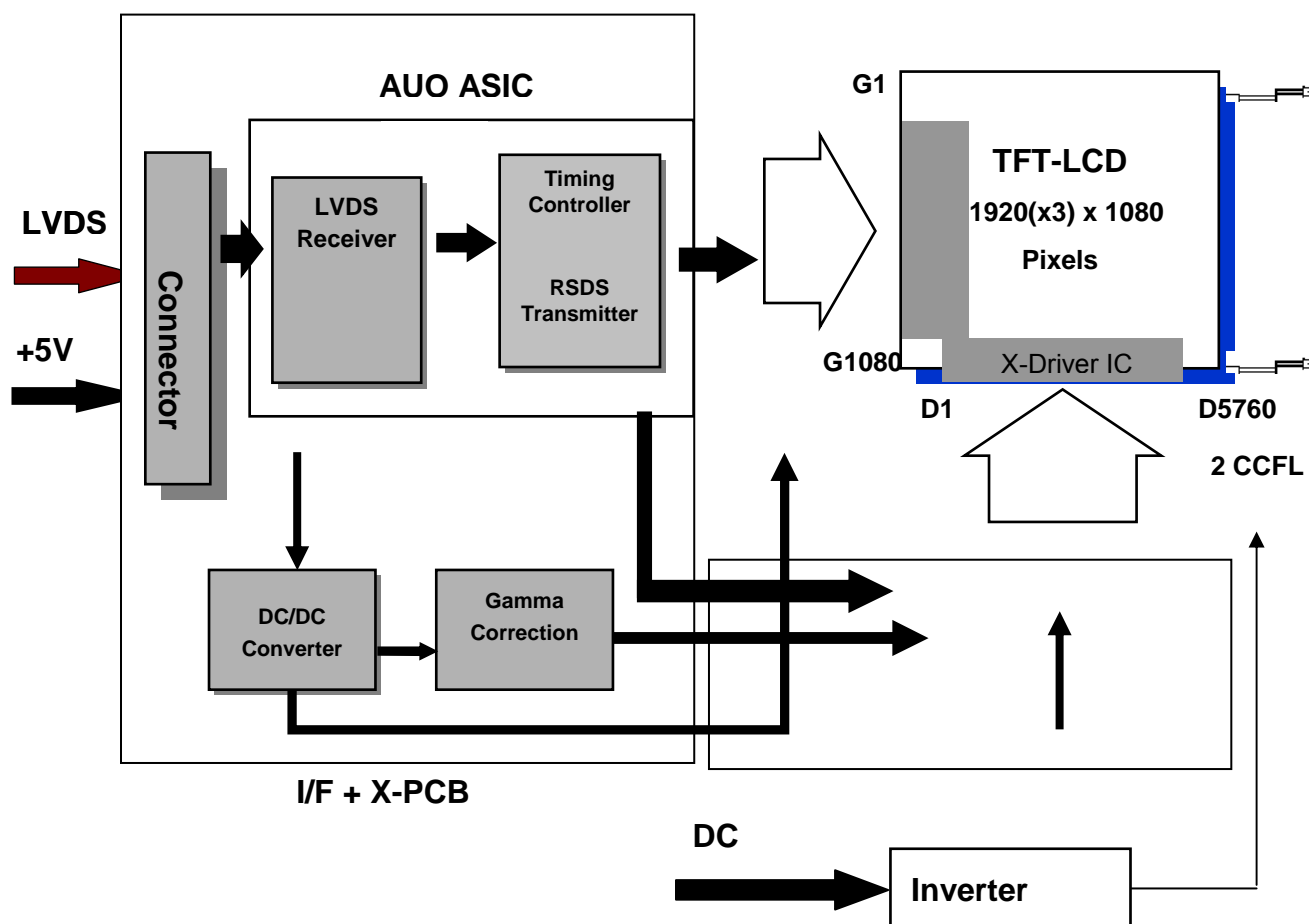 AUO ASIC
G1
TFT-LCD
1920(x3) x 1080
Pixels
LVDS
+5V
Connector
LVDS
Receiver
Timing
Controller
RSDS
Transmitter
G1080
X-Driver IC
D1
D5760
2 CCFL
DC/DC
Converter
Gamma
Correction
I/F + X-PCB
DC
Inverter